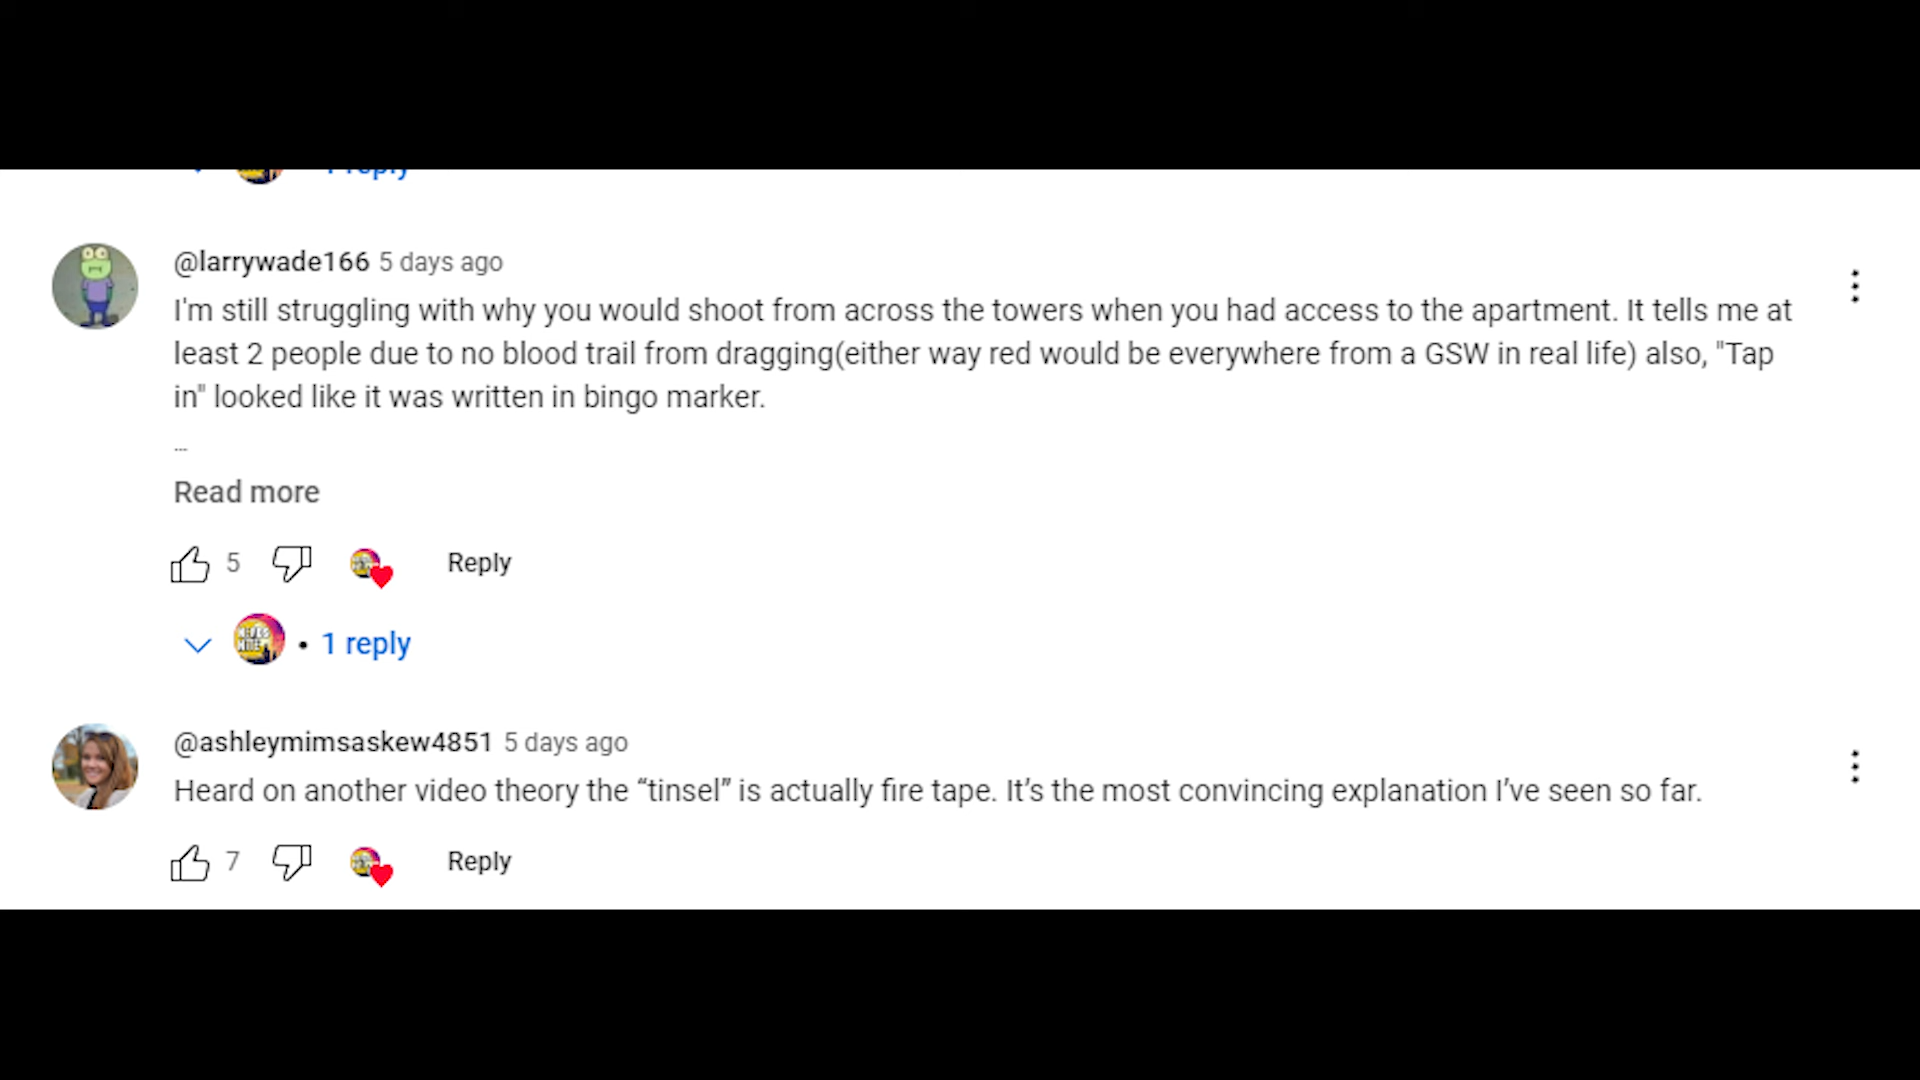 1 reply
@larrywade166 5 days ago
I'm still struggling with why you would shoot from across the towers when you had access to the apartment. It tells me at
least 2 people due to no blood trail from dragging(either way red would be everywhere from a GSW in real life) also, "Tap
in" looked like it was written in bingo marker.
...
Read more
5 Reply
1 reply
@ashleymimsaskew4851 5 days ago
Heard on another video theory the “tinsel” is actually fire tape. It’s the most convincing explanation I’ve seen so far.
7 Reply